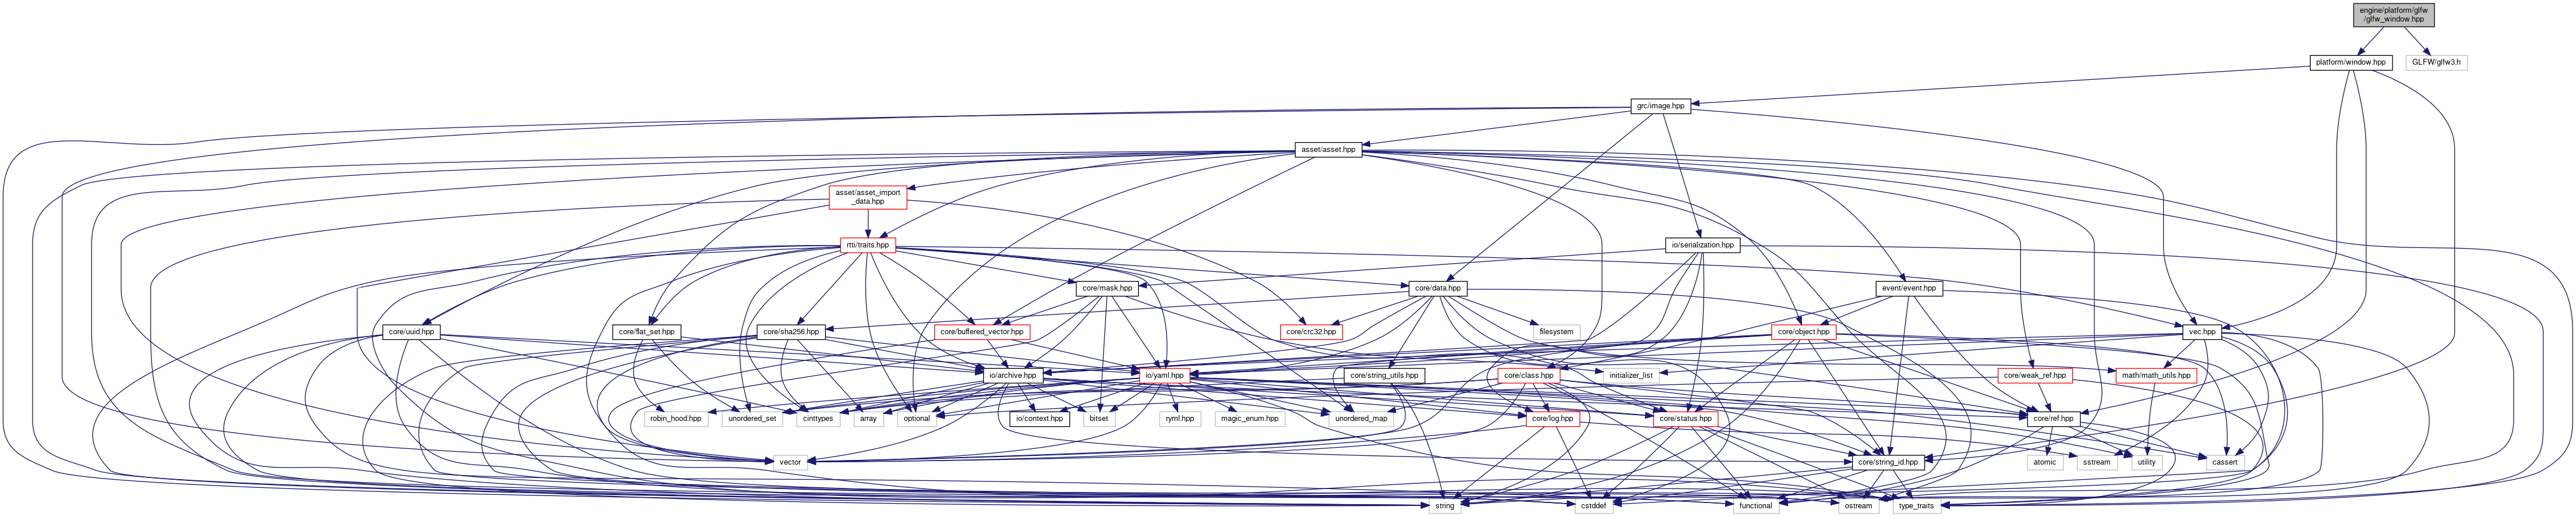 engine/platform/glfw
/glfw_window.hpp
platform/window.hpp
GLFW/glfw3.h
grc/image.hpp
asset/asset.hpp
asset/asset_import
_data.hpp
rtti/traits.hpp
io/serialization.hpp
core/mask.hpp
core/data.hpp
event/event.hpp
core/uuid.hpp
core/flat_set.hpp
core/sha256.hpp
core/buffered_vector.hpp
core/crc32.hpp
filesystem
core/object.hpp
vec.hpp
io/archive.hpp
io/yaml.hpp
core/string_utils.hpp
core/class.hpp
initializer_list
core/weak_ref.hpp
math/math_utils.hpp
robin_hood.hpp
unordered_set
cinttypes
array
optional
io/context.hpp
bitset
ryml.hpp
magic_enum.hpp
unordered_map
core/log.hpp
core/status.hpp
core/ref.hpp
vector
core/string_id.hpp
atomic
sstream
utility
cassert
string
cstddef
functional
ostream
type_traits